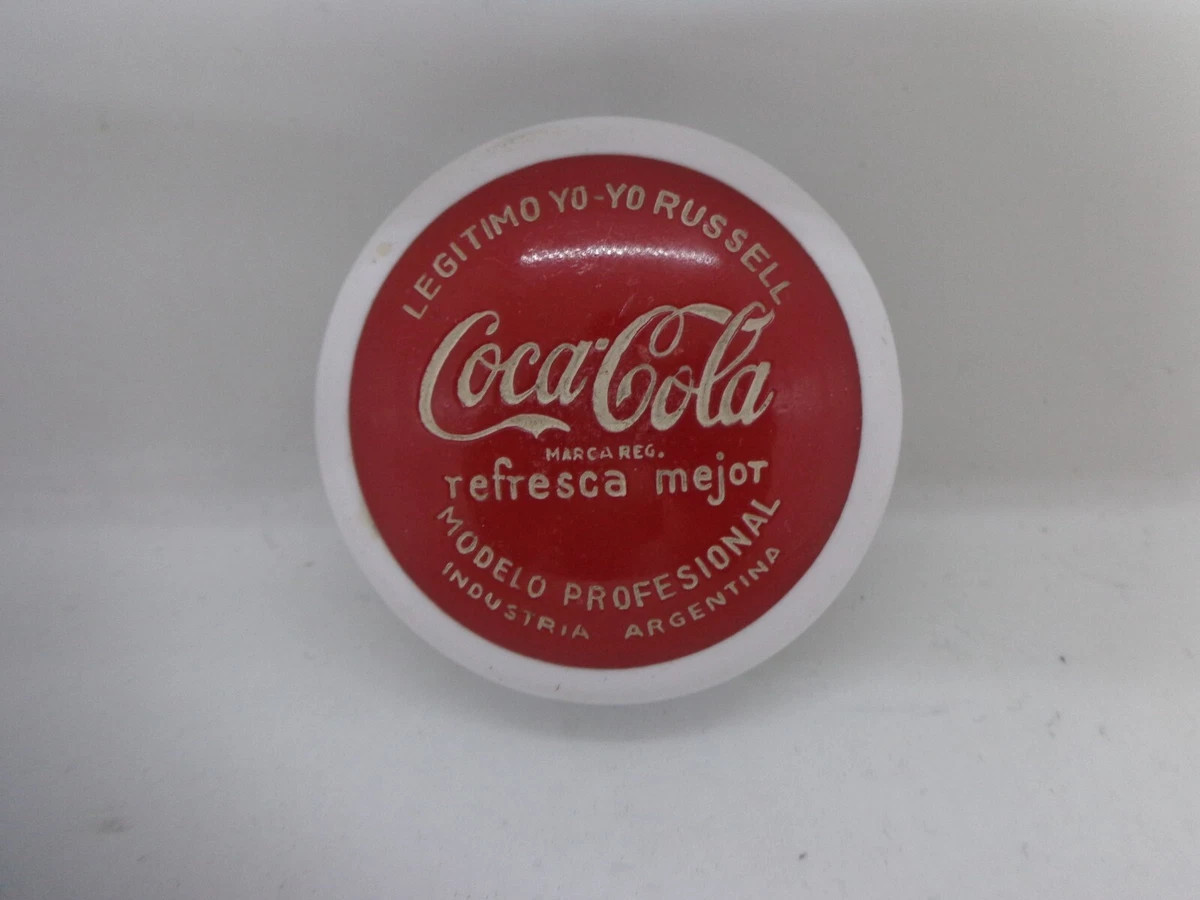 LEGITIMO YO-YO RUSSELL
Coca-Cola
MARCA REG.
refresca mejor
MODELO PROFESIONAL
INDUSTRIA ARGENTINA